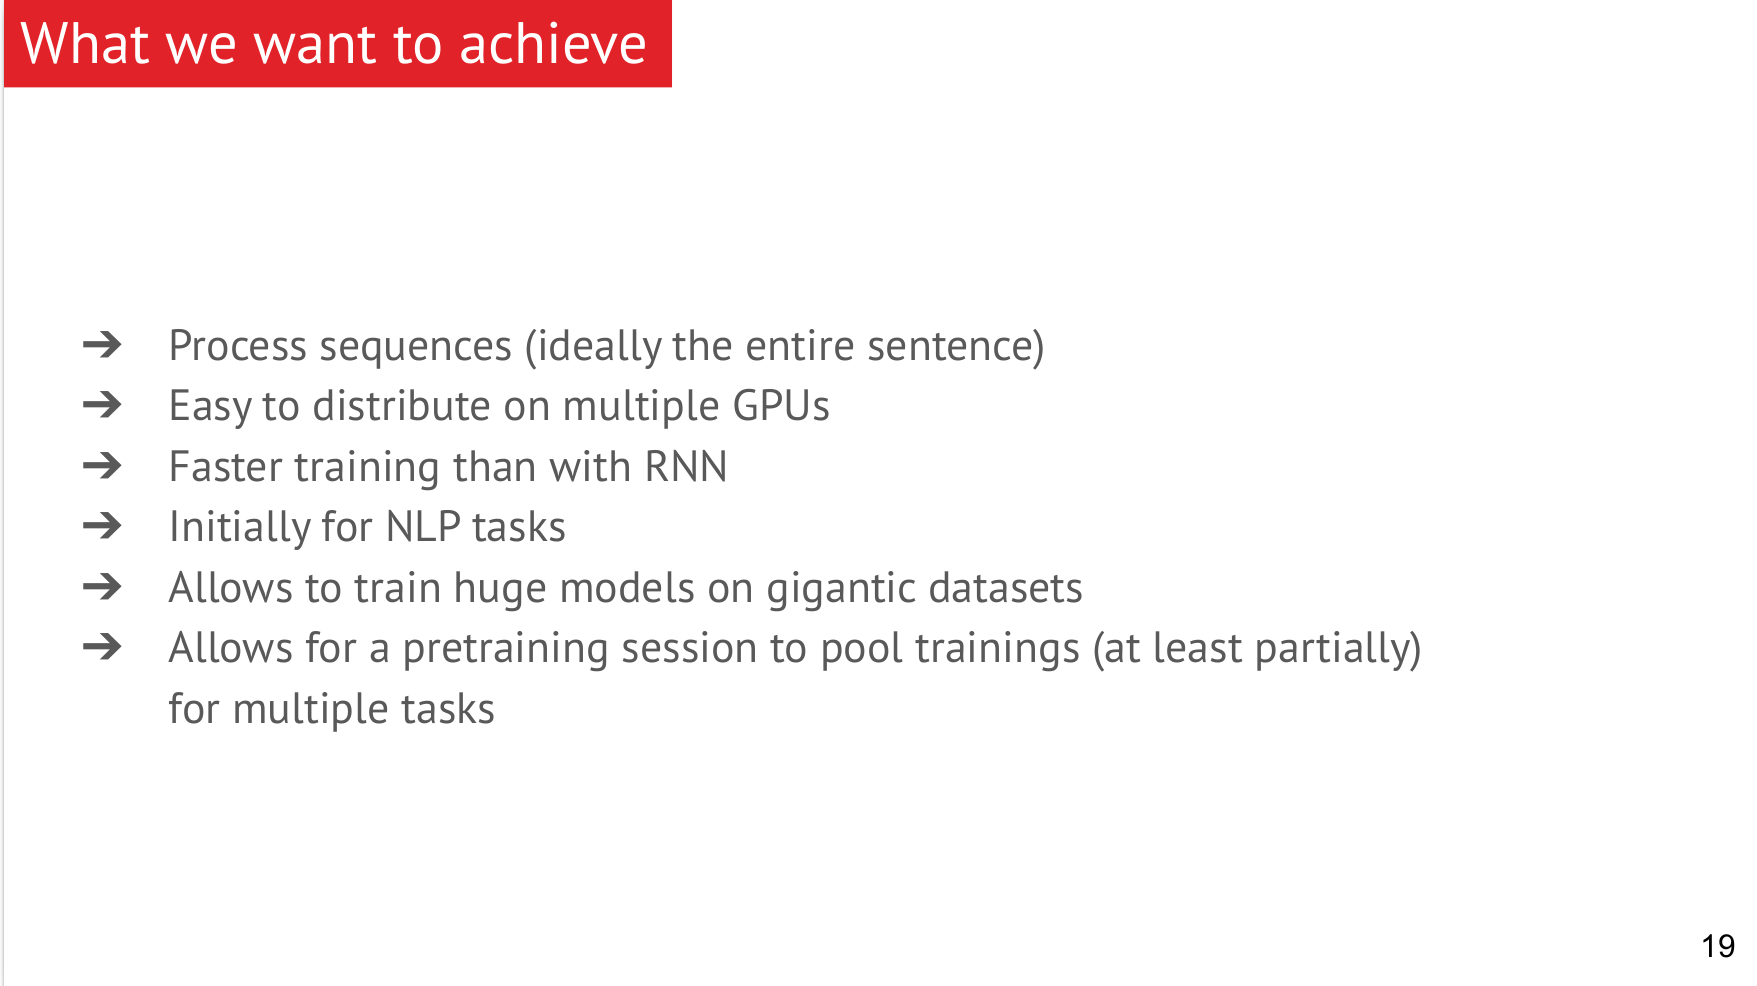 What we want to achieve
➔ Process sequences (ideally the entire sentence)
➔ Easy to distribute on multiple GPUs
➔ Faster training than with RNN
➔ Initially for NLP tasks
➔ Allows to train huge models on gigantic datasets
➔ Allows for a pretraining session to pool trainings (at least partially)
for multiple tasks
19